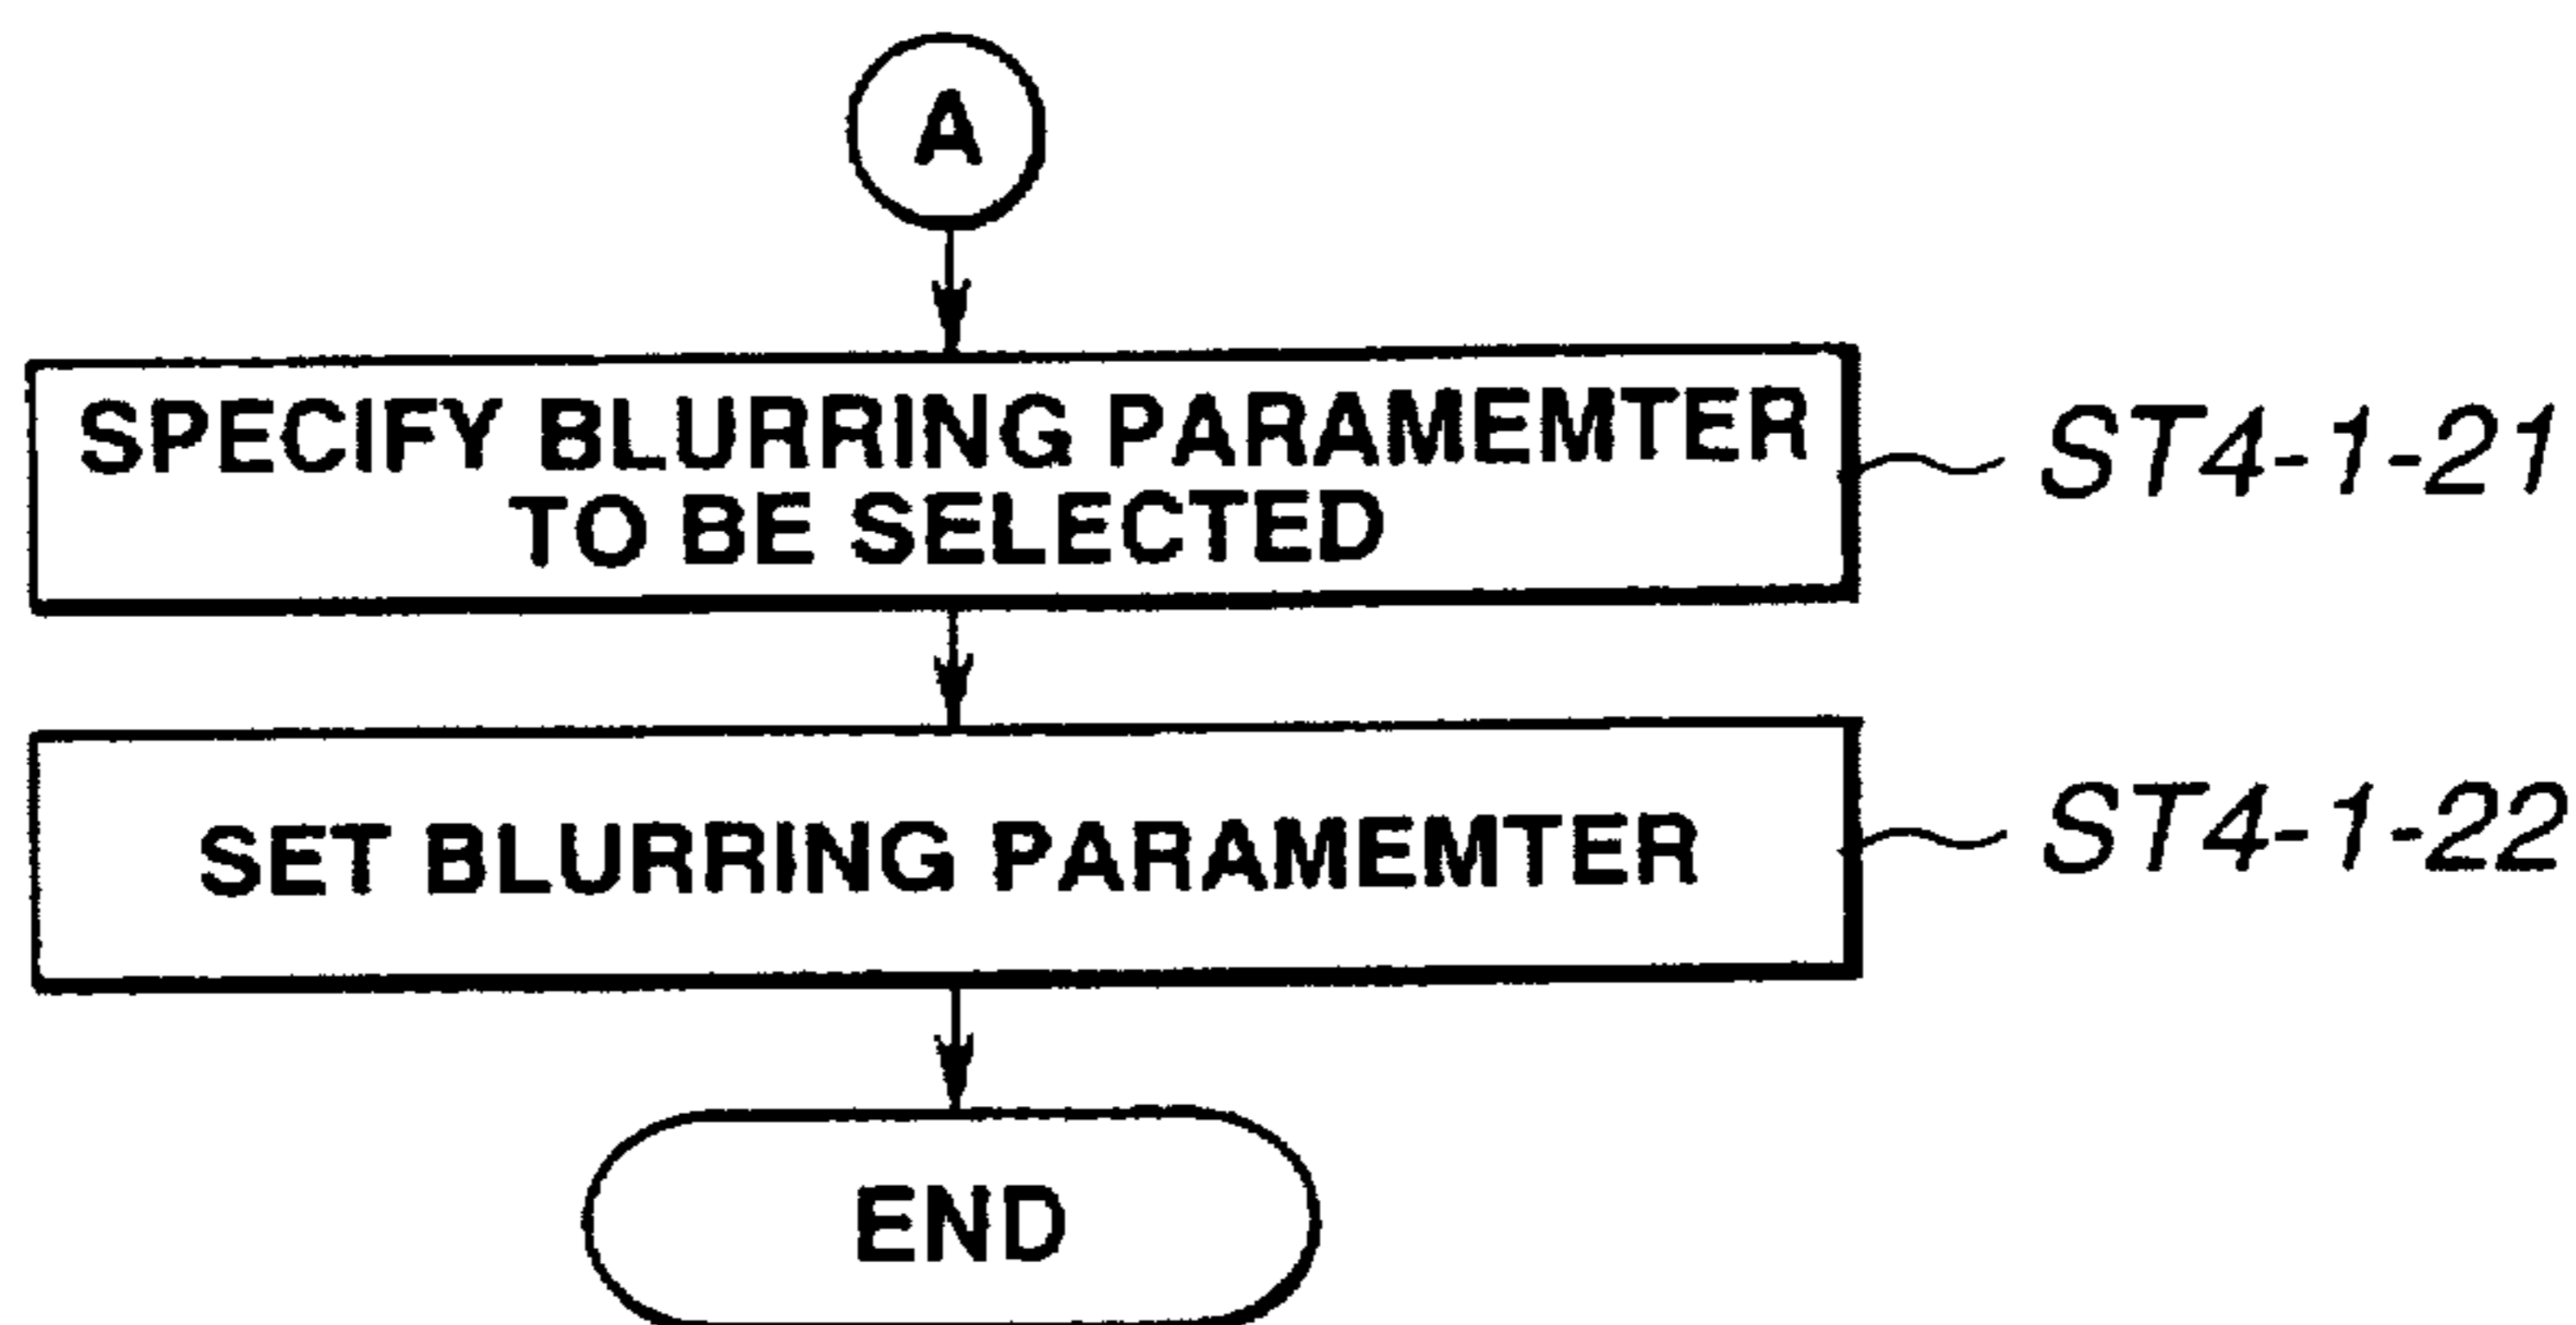 A
SPECIFY BLURRING PARAMEMTER
TO BE SELECTED
ST4-1-21
SET BLURRING PARAMEMTER
ST4-1-22
END